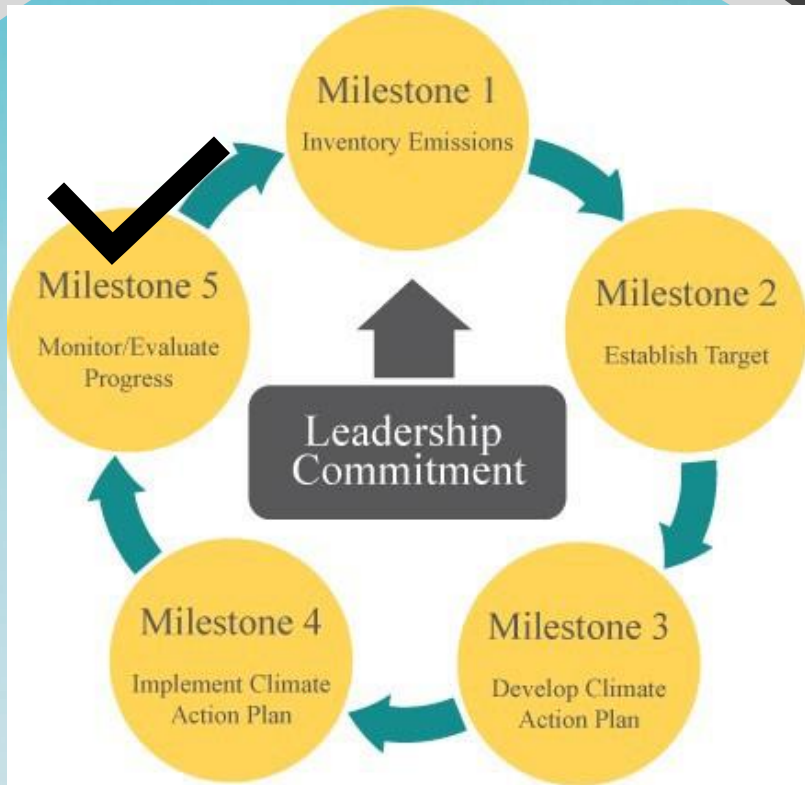 Milestone 1
Inventory Emissions
Milestone 2
Establish Target
Milestone 3
Develop Climate
Action Plan
Milestone 4
Implement Climate
Action Plan
Milestone 5
Monitor/Evaluate
Progress
Leadership
Commitment